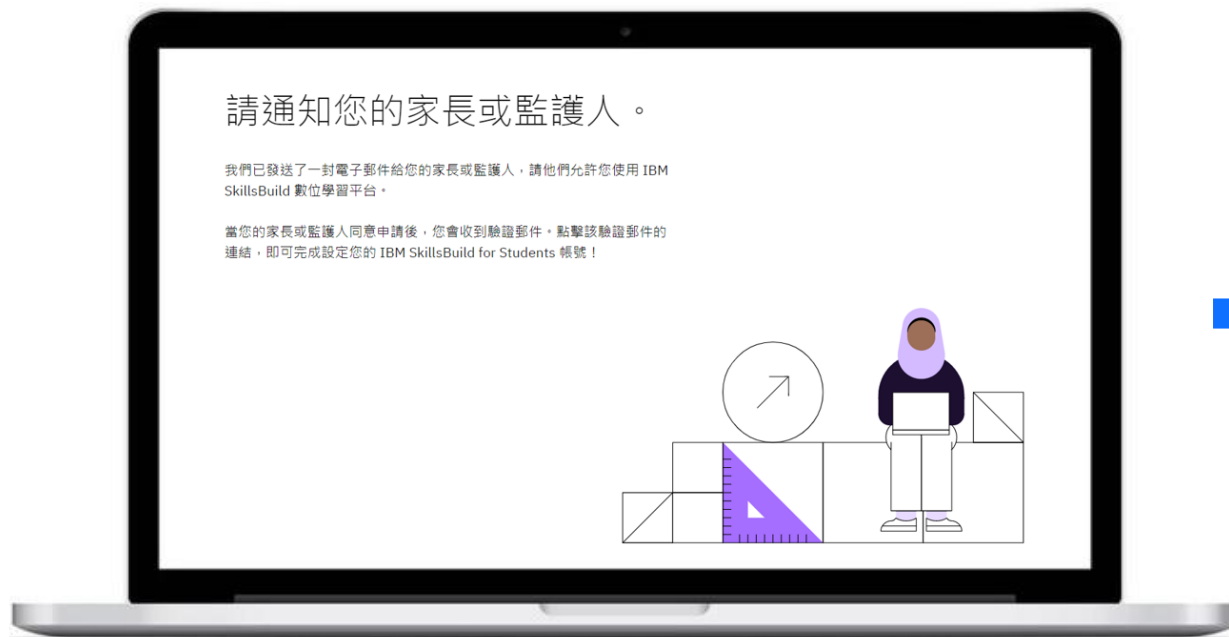 請通知您的家長或監護人。
我們已發送了一封電子郵件給您的家長或監護人，請他們允許您使用 IBM
SkillsBuild 數位學習平台。
當您的家長或監護人同意申請後，您會收到驗證郵件。點擊該驗證郵件的
連結，即可完成設定您的 IBM SkillsBuild for Students 帳號！